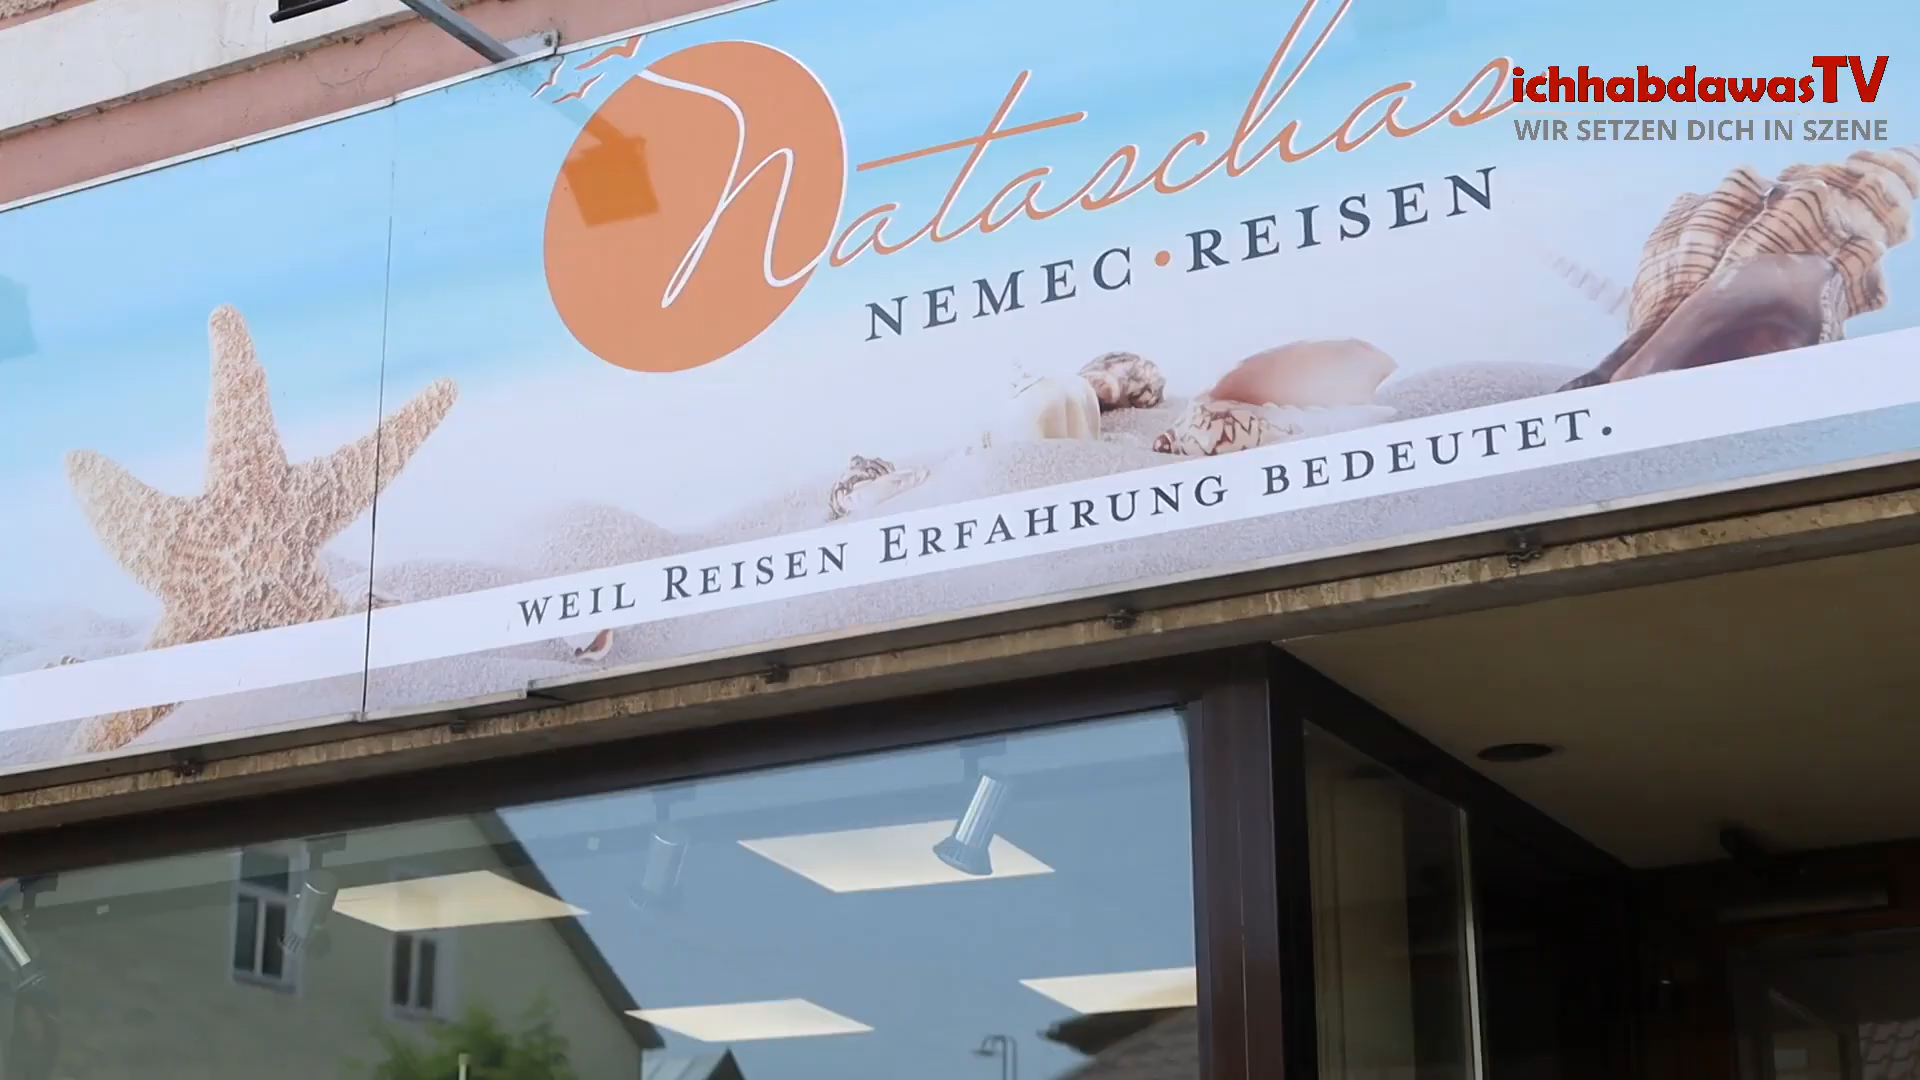 Nataschas
NEMEC•REISEN
WEIL REISEN ERFAHRUNG BEDEUTET.
ichhabdawasTV
WIR SETZEN DICH IN SZENE